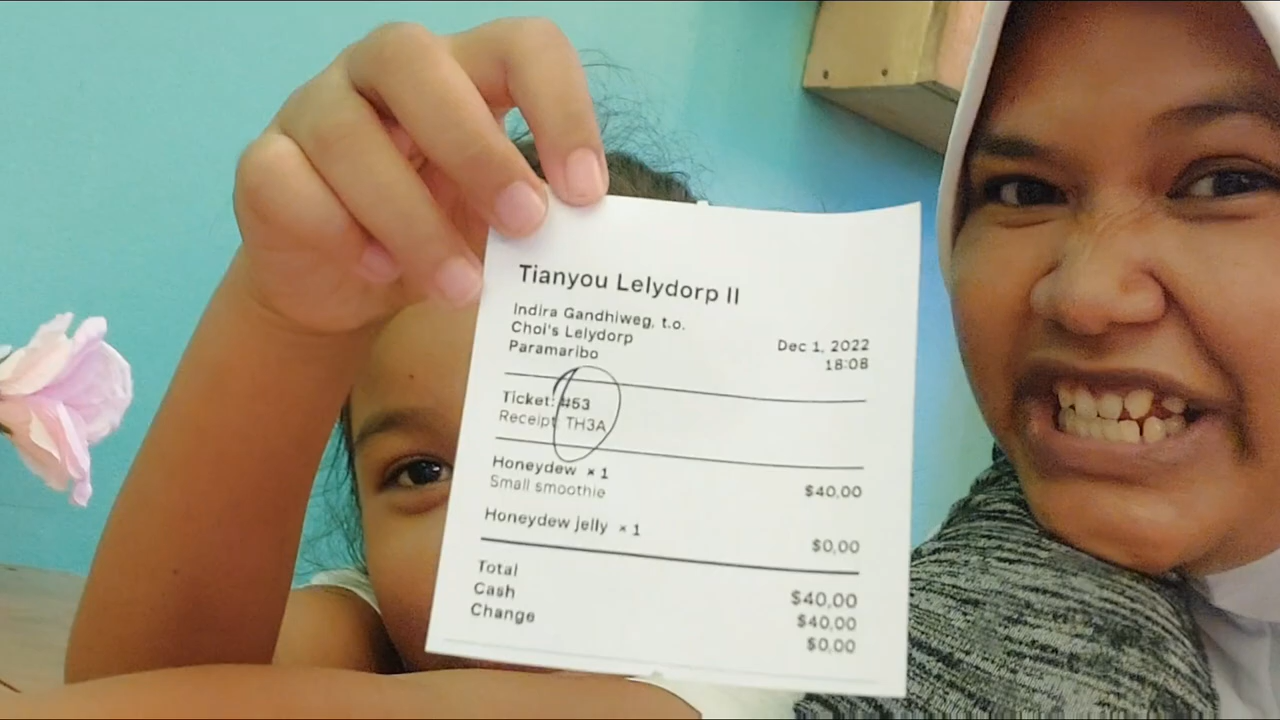 Tianyou Lelydorp II
Indira Gandhiweg, t.o.
Choi's Lelydorp
Paramaribo
Dec 1, 2022
18:08
Ticket: #53
Receipt TH3A
Honeydew × 1
Small smoothie
$40,00
Honeydew jelly × 1
$0,00
Total $40,00
Cash $40,00
Change $0,00